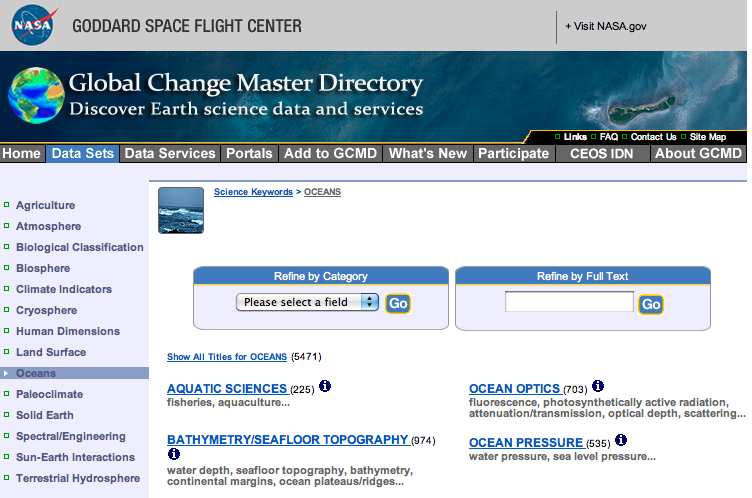 NASA
GODDARD SPACE FLIGHT CENTER
+ Visit NASA.gov
Global Change Master Directory
Discover Earth science data and services
Links FAQ Contact Us Site Map
Home Data Sets Data Services Portals Add to GCMD What's New Participate CEOS IDN About GCMD
Agriculture
Atmosphere
Biological Classification
Biosphere
Climate Indicators
Cryosphere
Human Dimensions
Land Surface
Oceans
Paleoclimate
Solid Earth
Spectral/Engineering
Sun-Earth Interactions
Terrestrial Hydrosphere
Science Keywords > OCEANS
Refine by Category
Please select a field Go
Refine by Full Text
Go
Show All Titles for OCEANS (5471)
AQUATIC SCIENCES (225) i
fisheries, aquaculture...
BATHYMETRY/SEAFLOOR TOPOGRAPHY (974)
i
water depth, seafloor topography, bathymetry,
continental margins, ocean plateaus/ridges...
OCEAN OPTICS (703) i
fluorescence, photosynthetically active radiation,
attenuation/transmission, optical depth, scattering...
OCEAN PRESSURE (535) i
water pressure, sea level pressure...